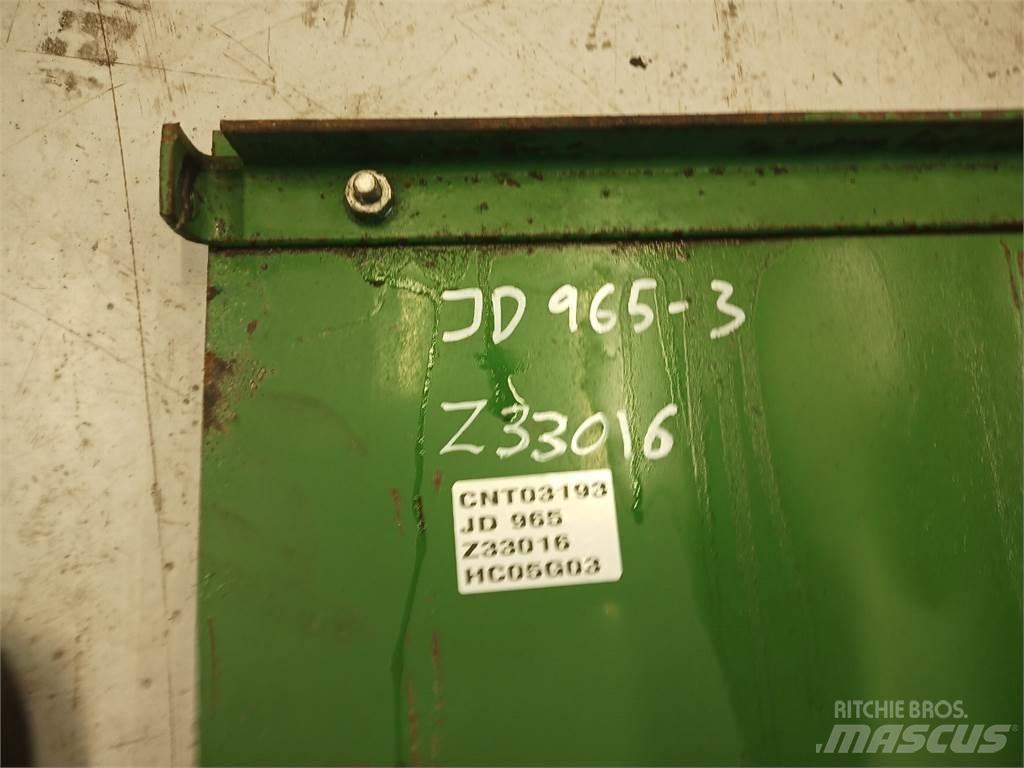 JD 965-3
Z33016
CNT03193
JD 965
Z33016
HC05G03
RITCHIE BROS.
MASCUS